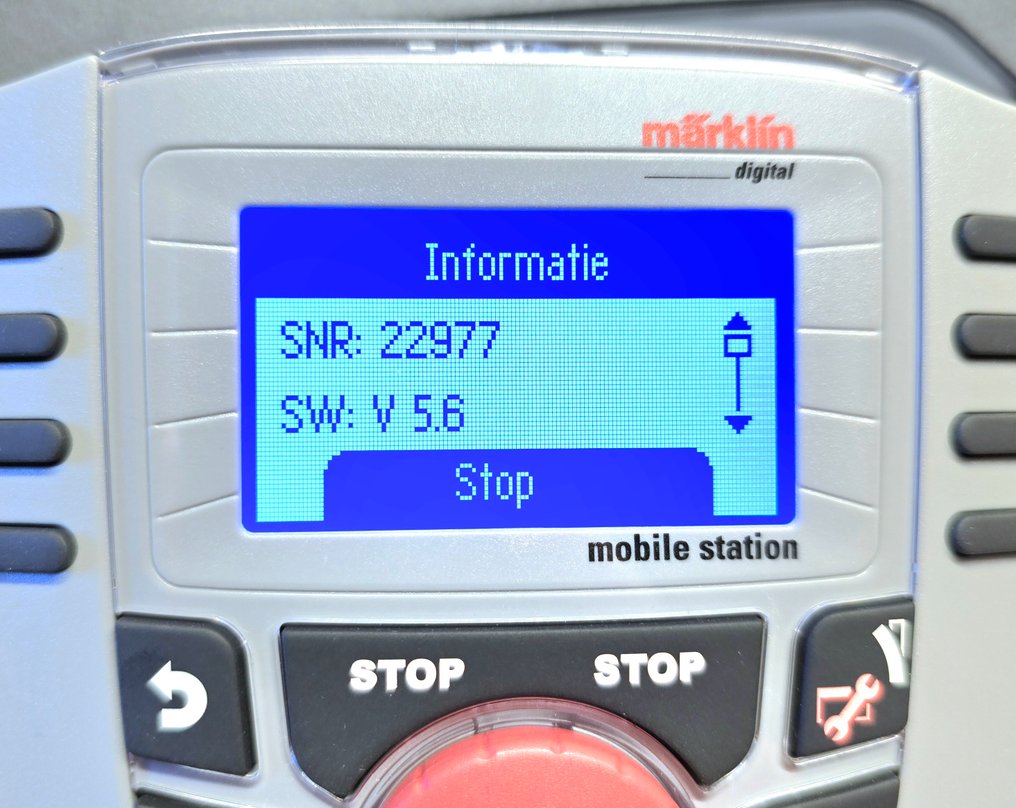 märklin
digital
Informatie
SNR: 22977
SW: V 5.6
Stop
mobile station
STOP STOP